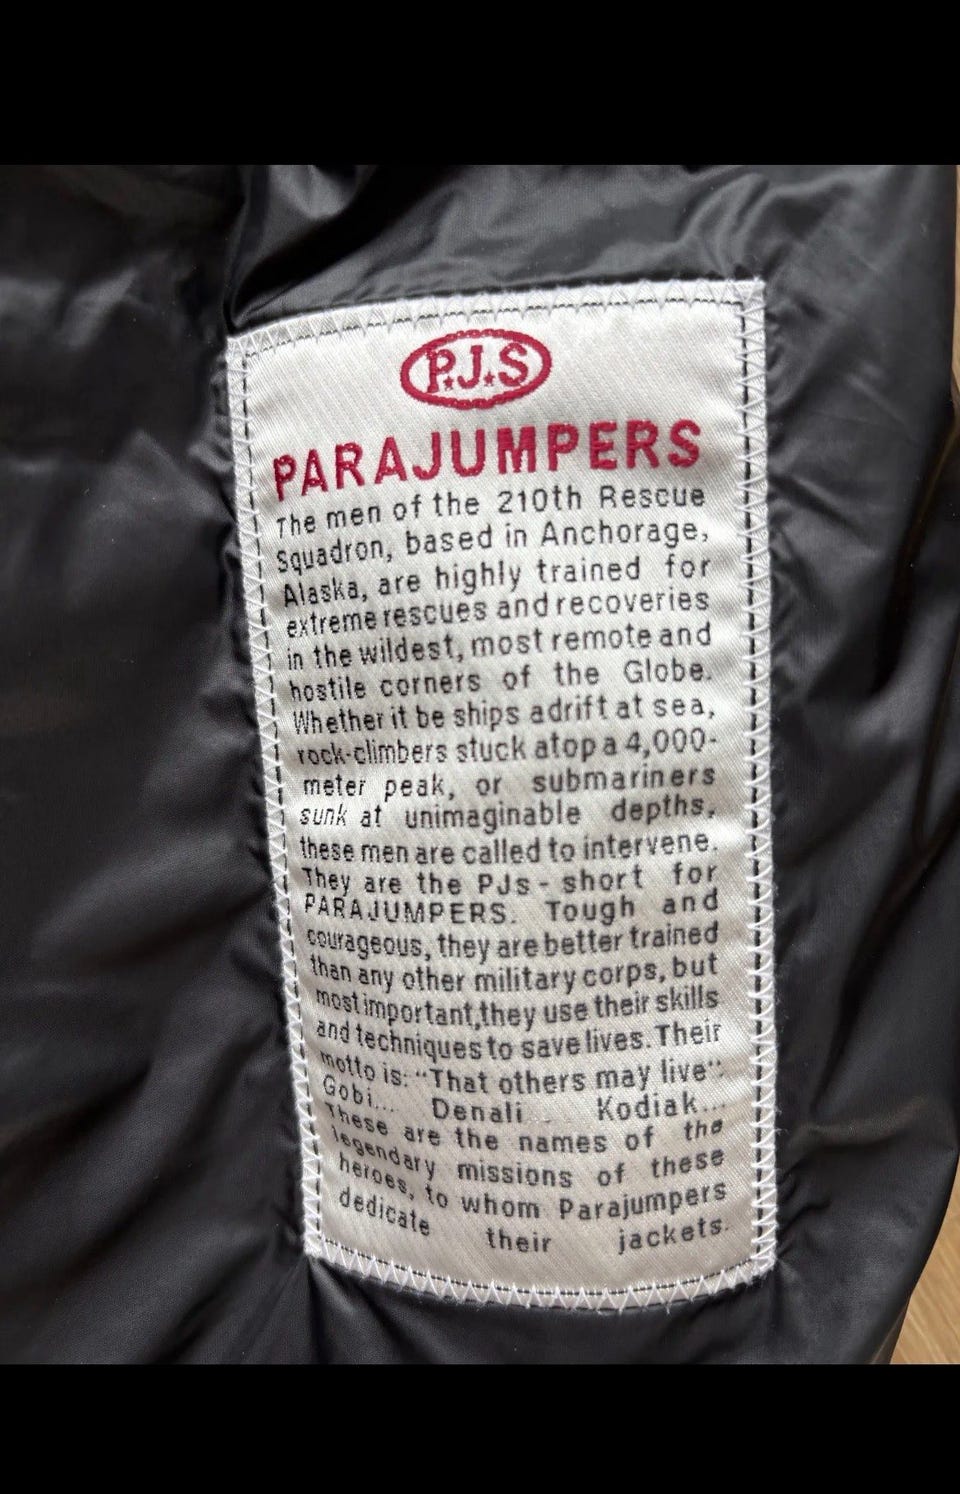 P.J.S
PARAJUMPERS
The men of the 210th Rescue
Squadron, based in Anchorage,
Alaska, are highly trained for
extreme rescues and recoveries
in the wildest, most remote and
hostile corners of the Globe.
Whether it be ships adrift at sea,
rock-climbers stuck atop a 4,000-
meter peak, or submariners
sunk at unimaginable depths,
these men are called to intervene.
They are the PJs - short for
PARAJUMPERS. Tough and
courageous, they are better trained
than any other military corps, but
most important, they use their skills
and techniques to save lives. Their
motto is: "That others may live".
Gobi... Denali... Kodiak...
These are the names of the
legendary missions of these
heroes, to whom Parajumpers
dedicate their jackets.